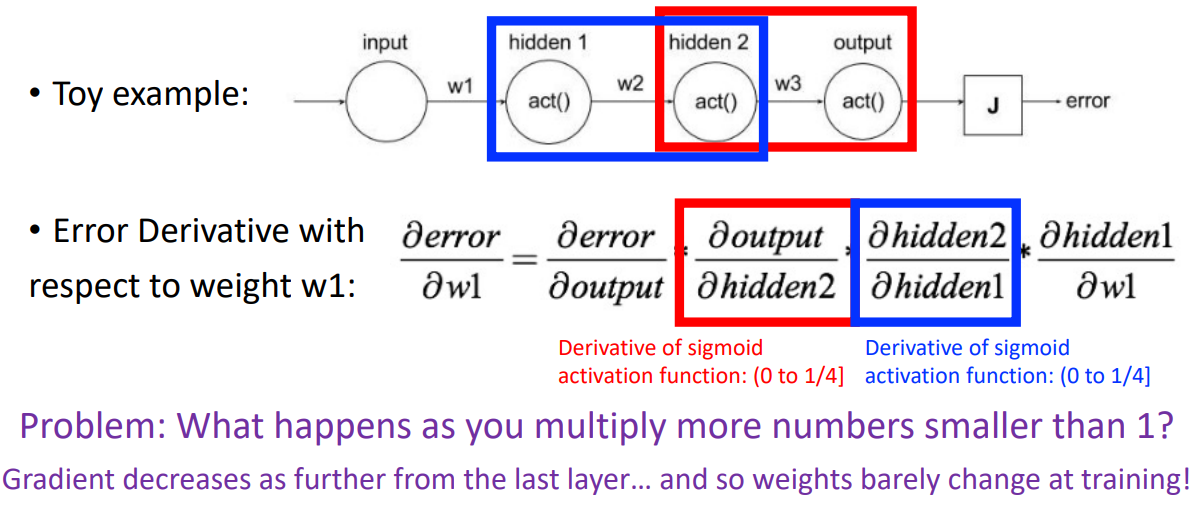 input hidden 1 hidden 2 output
• Toy example: w1 act() w2 act() w3 act() J error
• Error Derivative with
respect to weight w1:
∂error/∂w1 = ∂error/∂output * ∂output/∂hidden2 * ∂hidden2/∂hidden1 * ∂hidden1/∂w1
Derivative of sigmoid
activation function: (0 to 1/4]
Derivative of sigmoid
activation function: (0 to 1/4]
Problem: What happens as you multiply more numbers smaller than 1?
Gradient decreases as further from the last layer… and so weights barely change at training!